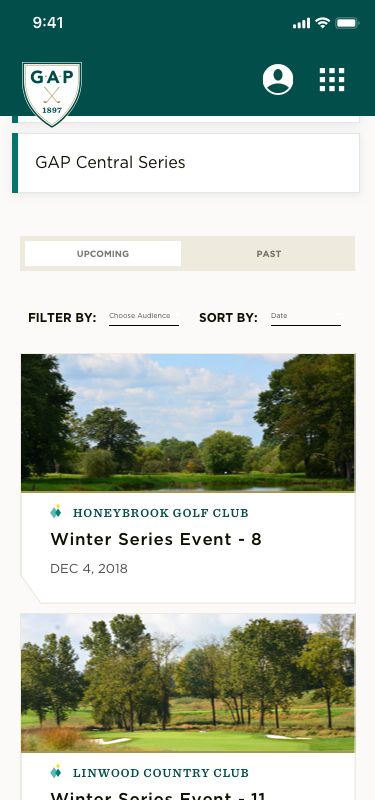 9:41
GAP
1897
GAP Central Series
UPCOMING
PAST
FILTER BY:
Choose Audience
SORT BY:
Date
HONEYBROOK GOLF CLUB
Winter Series Event - 8
DEC 4, 2018
LINWOOD COUNTRY CLUB
Winter Series Event - 11